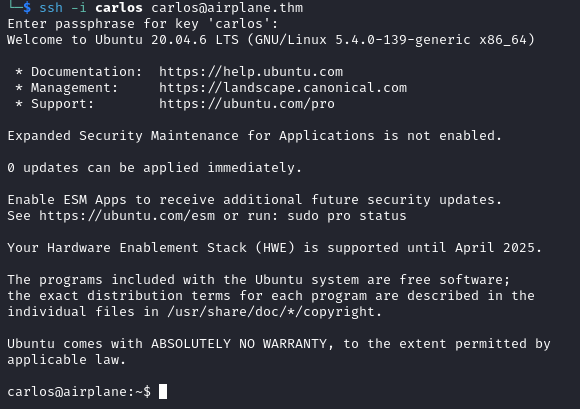 └─$ ssh -i carlos carlos@airplane.thm
Enter passphrase for key 'carlos':
Welcome to Ubuntu 20.04.6 LTS (GNU/Linux 5.4.0-139-generic x86_64)

 * Documentation:  https://help.ubuntu.com
 * Management:     https://landscape.canonical.com
 * Support:        https://ubuntu.com/pro

Expanded Security Maintenance for Applications is not enabled.

0 updates can be applied immediately.

Enable ESM Apps to receive additional future security updates.
See https://ubuntu.com/esm or run: sudo pro status

Your Hardware Enablement Stack (HWE) is supported until April 2025.

The programs included with the Ubuntu system are free software;
the exact distribution terms for each program are described in the
individual files in /usr/share/doc/*/copyright.

Ubuntu comes with ABSOLUTELY NO WARRANTY, to the extent permitted by
applicable law.

carlos@airplane:~$